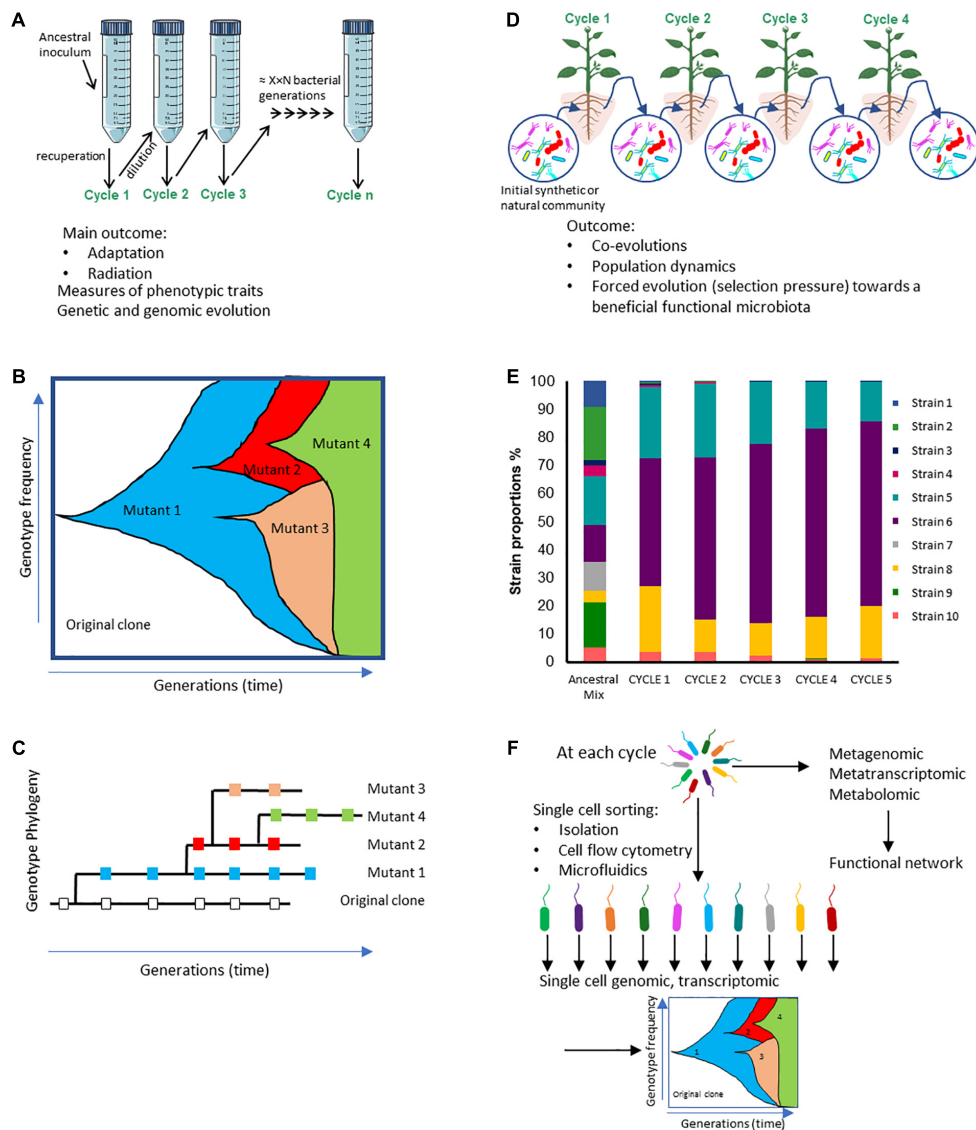 A
Ancestral
inoculum
≈ X×N bacterial
generations
recuperation
dilution
Cycle 1
Cycle 2
Cycle 3
Cycle n
Main outcome:
• Adaptation
• Radiation
Measures of phenotypic traits
Genetic and genomic evolution
D
Cycle 1
Cycle 2
Cycle 3
Cycle 4
Initial synthetic or
natural community
Outcome:
• Co-evolutions
• Population dynamics
• Forced evolution (selection pressure) towards a
beneficial functional microbiota
B
Genotype frequency
Mutant 4
Mutant 2
Mutant 1
Mutant 3
Original clone
Generations (time)
E
Strain proportions %
100
90
80
70
60
50
40
30
20
10
0
Ancestral
Mix
CYCLE 1
CYCLE 2
CYCLE 3
CYCLE 4
CYCLE 5
Strain 1
Strain 2
Strain 3
Strain 4
Strain 5
Strain 6
Strain 7
Strain 8
Strain 9
Strain 10
C
Genotype Phylogeny
Mutant 3
Mutant 4
Mutant 2
Mutant 1
Original clone
Generations (time)
F
At each cycle
Metagenomic
Metatranscriptomic
Metabolomic
Single cell sorting:
• Isolation
• Cell flow cytometry
• Microfluidics
Functional network
Single cell genomic, transcriptomic
Genotype frequency
4
2
1
3
Original clone
Generations (time)